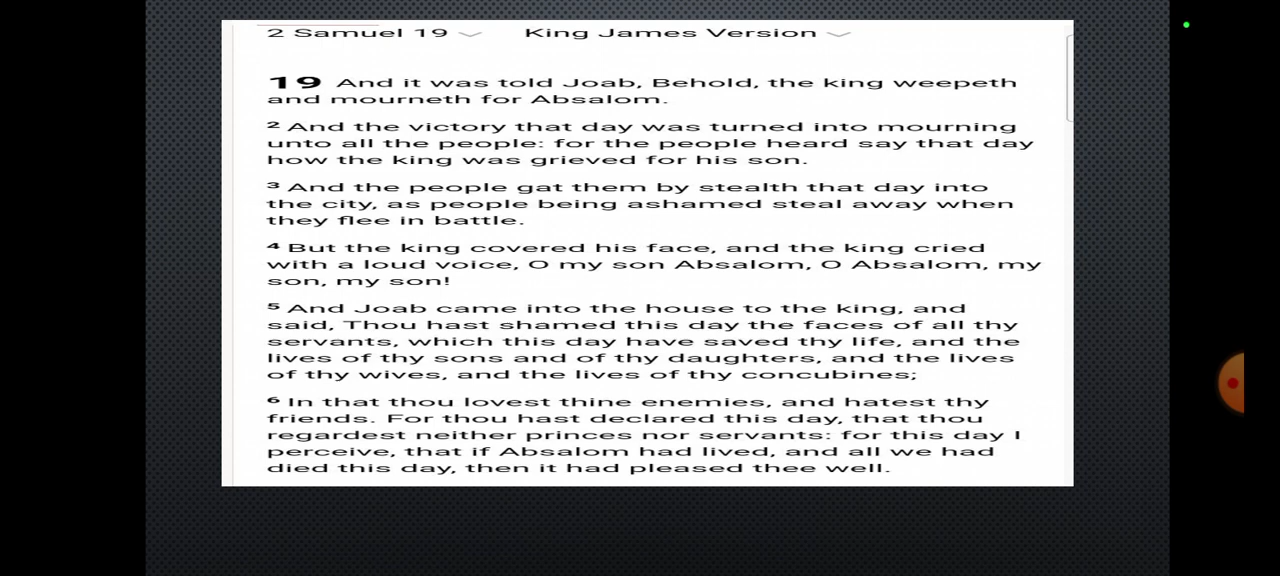 2 Samuel 19 King James Version
19 And it was told Joab, Behold, the king weepeth
and mourneth for Absalom.
2 And the victory that day was turned into mourning
unto all the people: for the people heard say that day
how the king was grieved for his son.
3 And the people gat them by stealth that day into
the city, as people being ashamed steal away when
they flee in battle.
4 But the king covered his face, and the king cried
with a loud voice, O my son Absalom, O Absalom, my
son, my son!
5 And Joab came into the house to the king, and
said, Thou hast shamed this day the faces of all thy
servants, which this day have saved thy life, and the
lives of thy sons and of thy daughters, and the lives
of thy wives, and the lives of thy concubines;
6 In that thou lovest thine enemies, and hatest thy
friends. For thou hast declared this day, that thou
regardest neither princes nor servants: for this day I
perceive, that if Absalom had lived, and all we had
died this day, then it had pleased thee well.